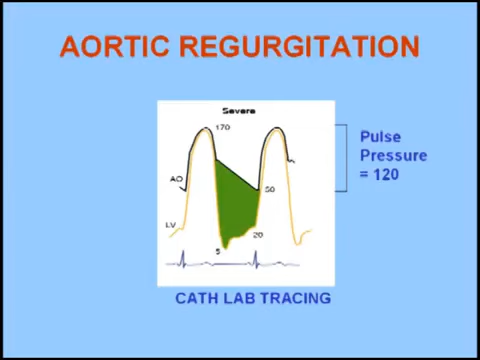 AORTIC REGURGITATION
Severe
170
Pulse
Pressure
= 120
AO
50
LV
20
5
CATH LAB TRACING